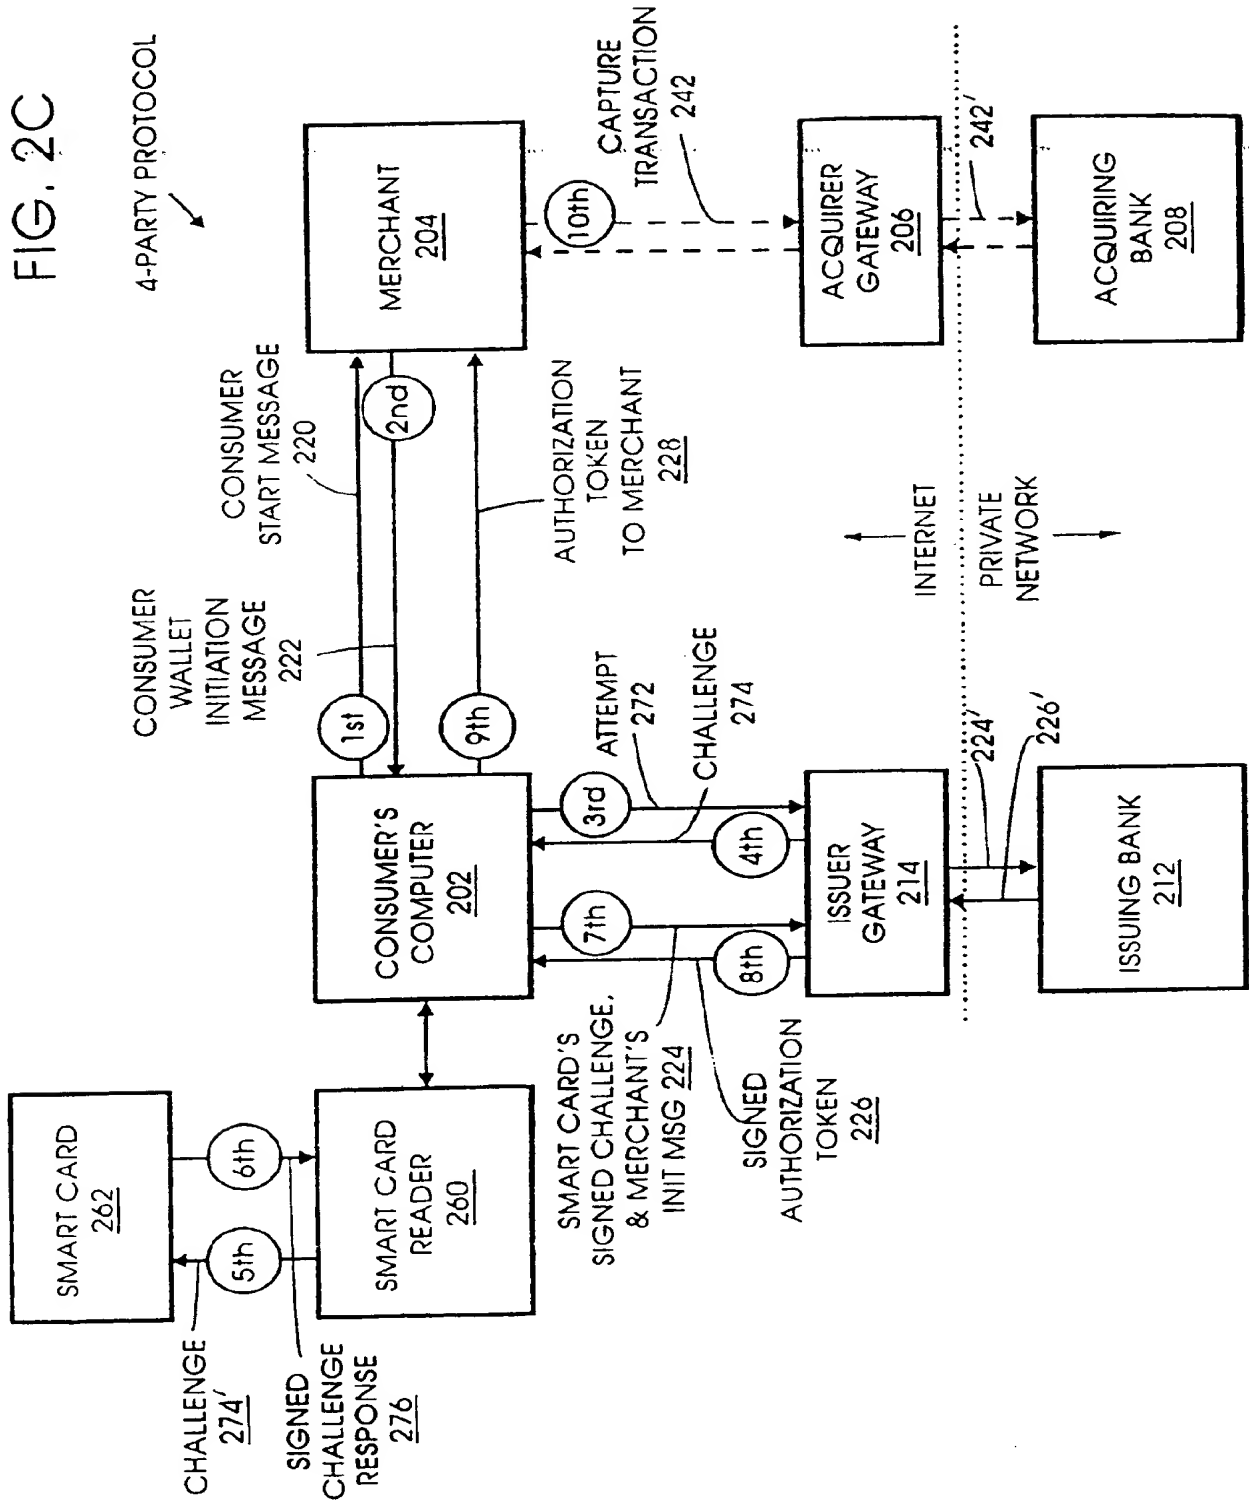 FIG. 2C
4-PARTY PROTOCOL
CONSUMER
WALLET
INITIATION
MESSAGE
222
CONSUMER
START MESSAGE
220
SMART CARD
262
CHALLENGE
274'
5th
6th
SIGNED
CHALLENGE
RESPONSE
276
SMART CARD
READER
260
CONSUMER'S
COMPUTER
202
1st
2nd
9th
MERCHANT
204
AUTHORIZATION
TOKEN
TO MERCHANT
228
10th
CAPTURE
TRANSACTION
242
3rd
ATTEMPT
272
4th
CHALLENGE
274
7th
8th
SMART CARD'S
SIGNED CHALLENGE,
& MERCHANT'S
INIT MSG 224
SIGNED
AUTHORIZATION
TOKEN
226
ISSUER
GATEWAY
214
ACQUIRER
GATEWAY
206
INTERNET
PRIVATE
NETWORK
224'
226'
242'
ISSUING BANK
212
ACQUIRING
BANK
208